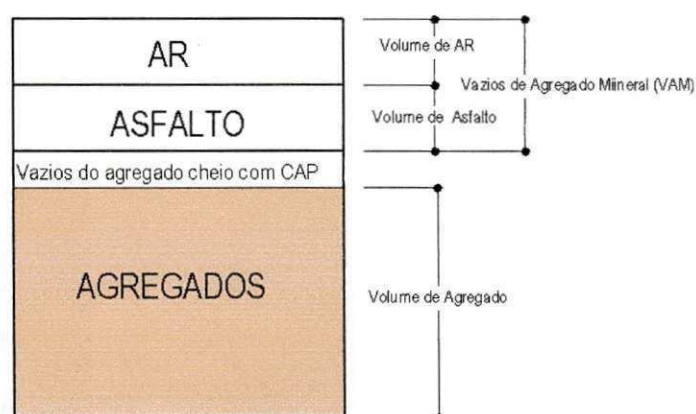 AR
ASFALTO
Vazios do agregado cheio com CAP
AGREGADOS
Volume de AR
Vazios de Agregado Miineral (VAM)
Volume de Asfalto
Volume de Agregado